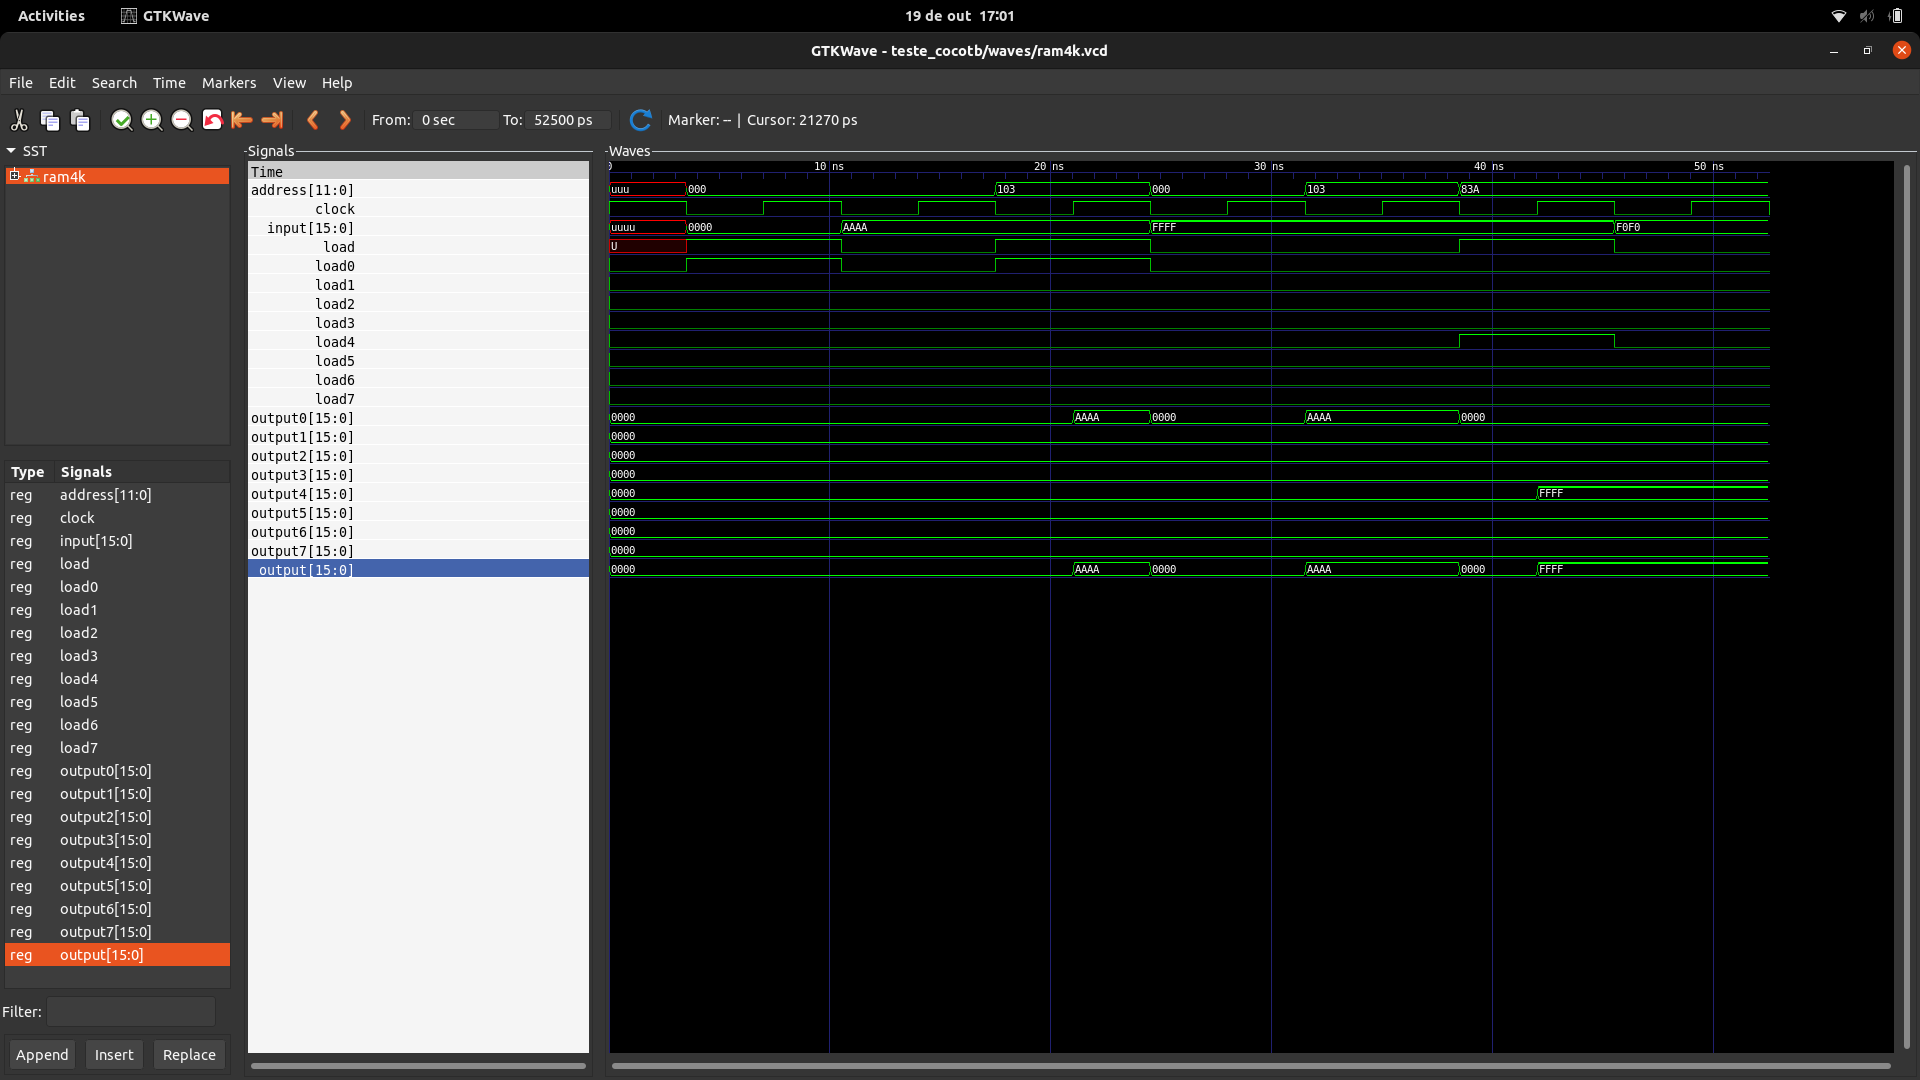 Activities
GTKWave
19 de out 17:01
GTKWave - teste_cocotb/waves/ram4k.vcd
File Edit Search Time Markers View Help
From: 0 sec To: 52500 ps Marker: -- | Cursor: 21270 ps
SST
ram4k
Type Signals
reg address[11:0]
reg clock
reg input[15:0]
reg load
reg load0
reg load1
reg load2
reg load3
reg load4
reg load5
reg load6
reg load7
reg output0[15:0]
reg output1[15:0]
reg output2[15:0]
reg output3[15:0]
reg output4[15:0]
reg output5[15:0]
reg output6[15:0]
reg output7[15:0]
reg output[15:0]
Filter:
Append Insert Replace
Signals
Time
address[11:0]
clock
input[15:0]
load
load0
load1
load2
load3
load4
load5
load6
load7
output0[15:0]
output1[15:0]
output2[15:0]
output3[15:0]
output4[15:0]
output5[15:0]
output6[15:0]
output7[15:0]
output[15:0]
Waves
0 10 ns 20 ns 30 ns 40 ns 50 ns
uuu 000 103 000 103 83A
uuuu 0000 AAAA FFFF F0F0
U
0000 AAAA 0000 AAAA 0000
0000
0000
0000
0000 FFFF
0000
0000
0000
0000 AAAA 0000 AAAA 0000 FFFF